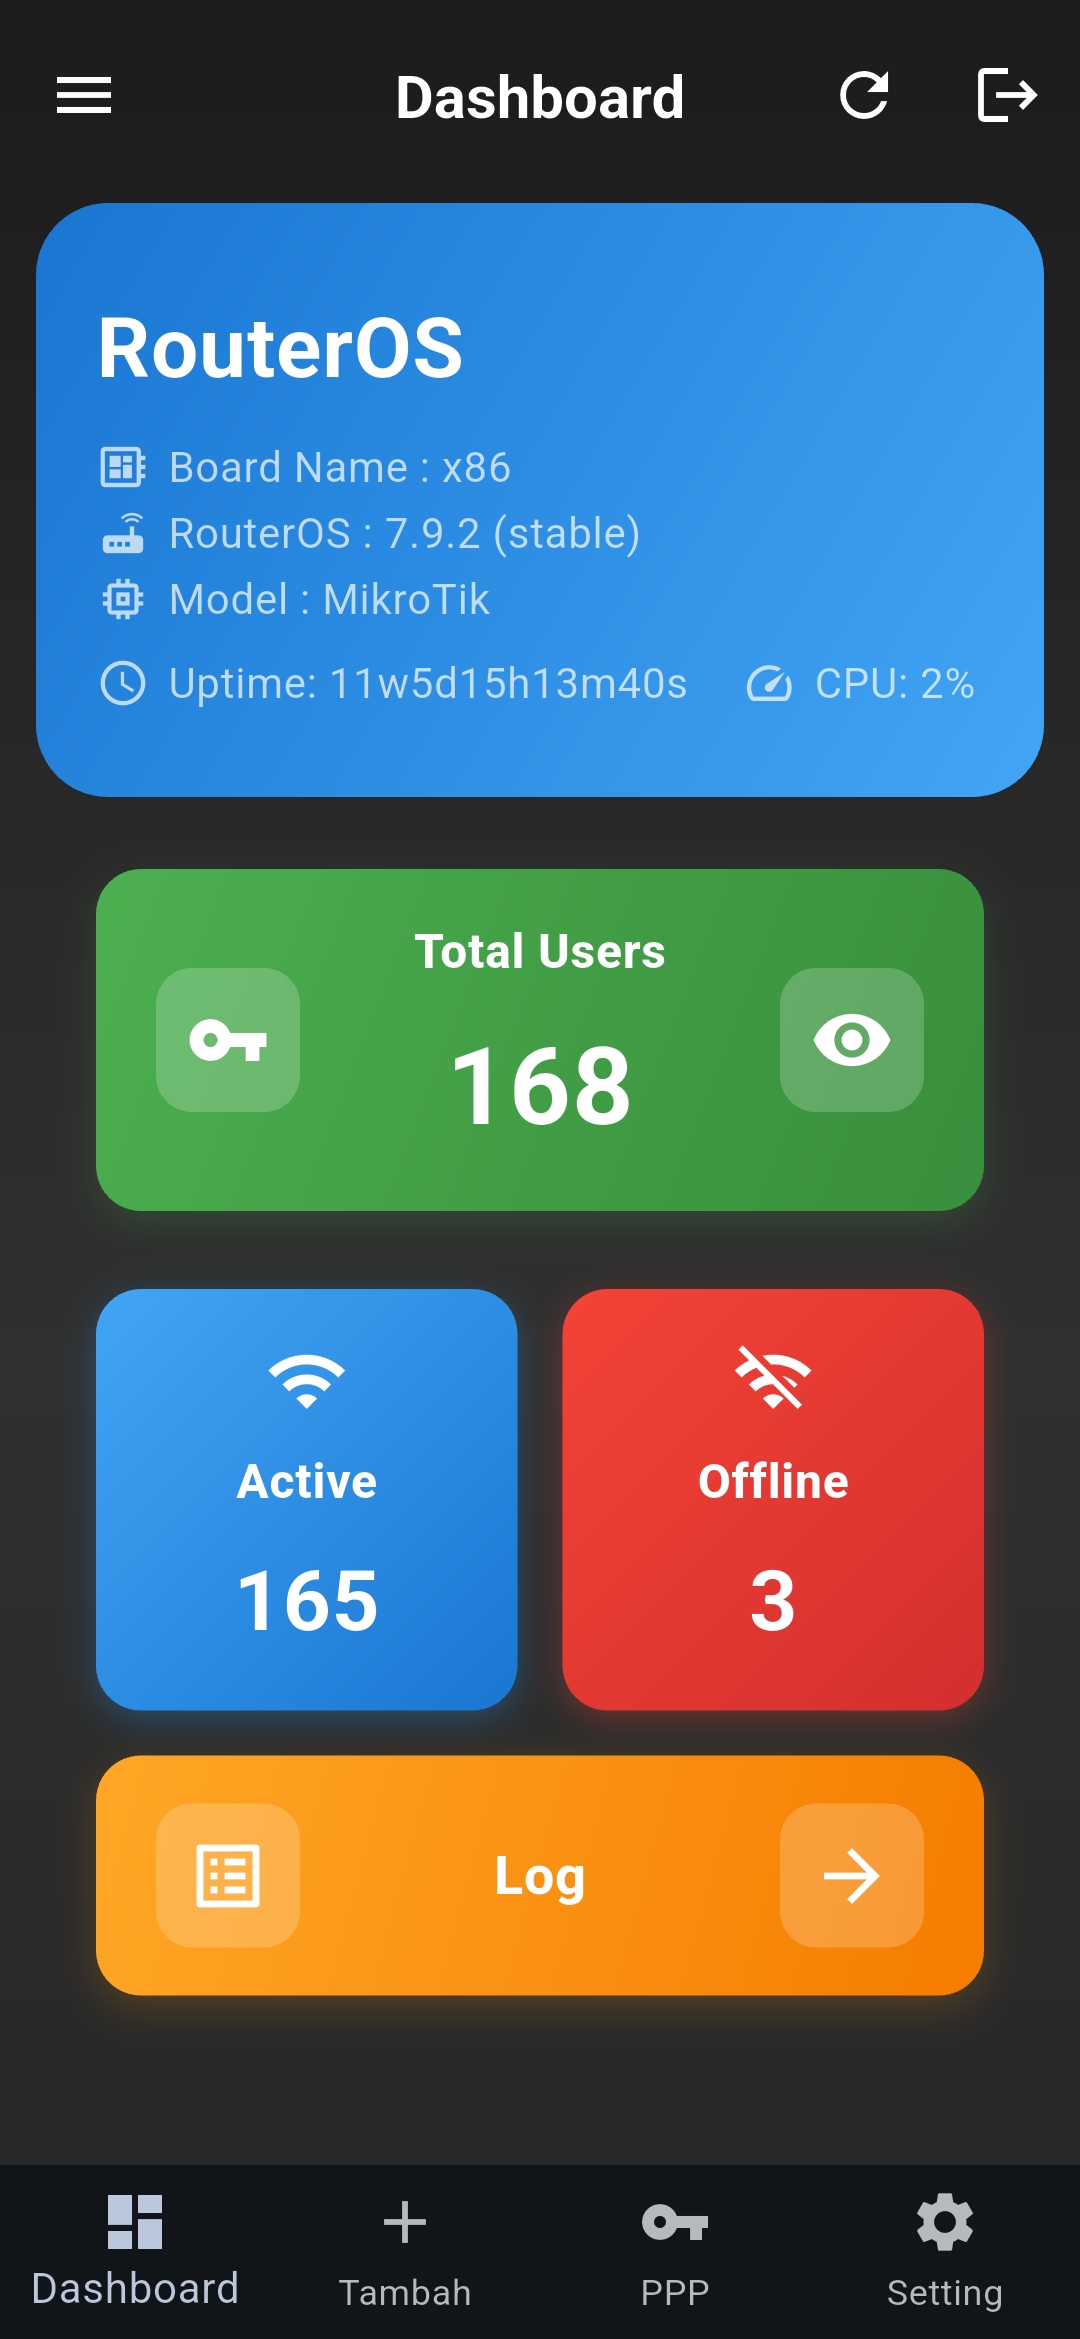 Dashboard
RouterOS
Board Name : x86
RouterOS : 7.9.2 (stable)
Model : MikroTik
Uptime: 11w5d15h13m40s CPU: 2%
Total Users
168
Active
165
Offline
3
Log
Dashboard
Tambah
PPP
Setting